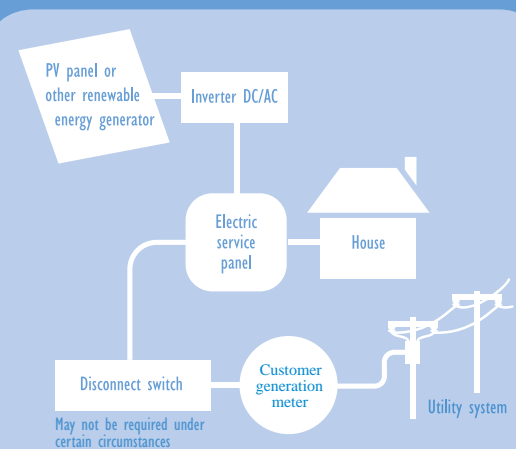 PV panel or
other renewable
energy generator
Inverter DC/AC
Electric
service
panel
House
Disconnect switch
May not be required under
certain circumstances
Customer
generation
meter
Utility system